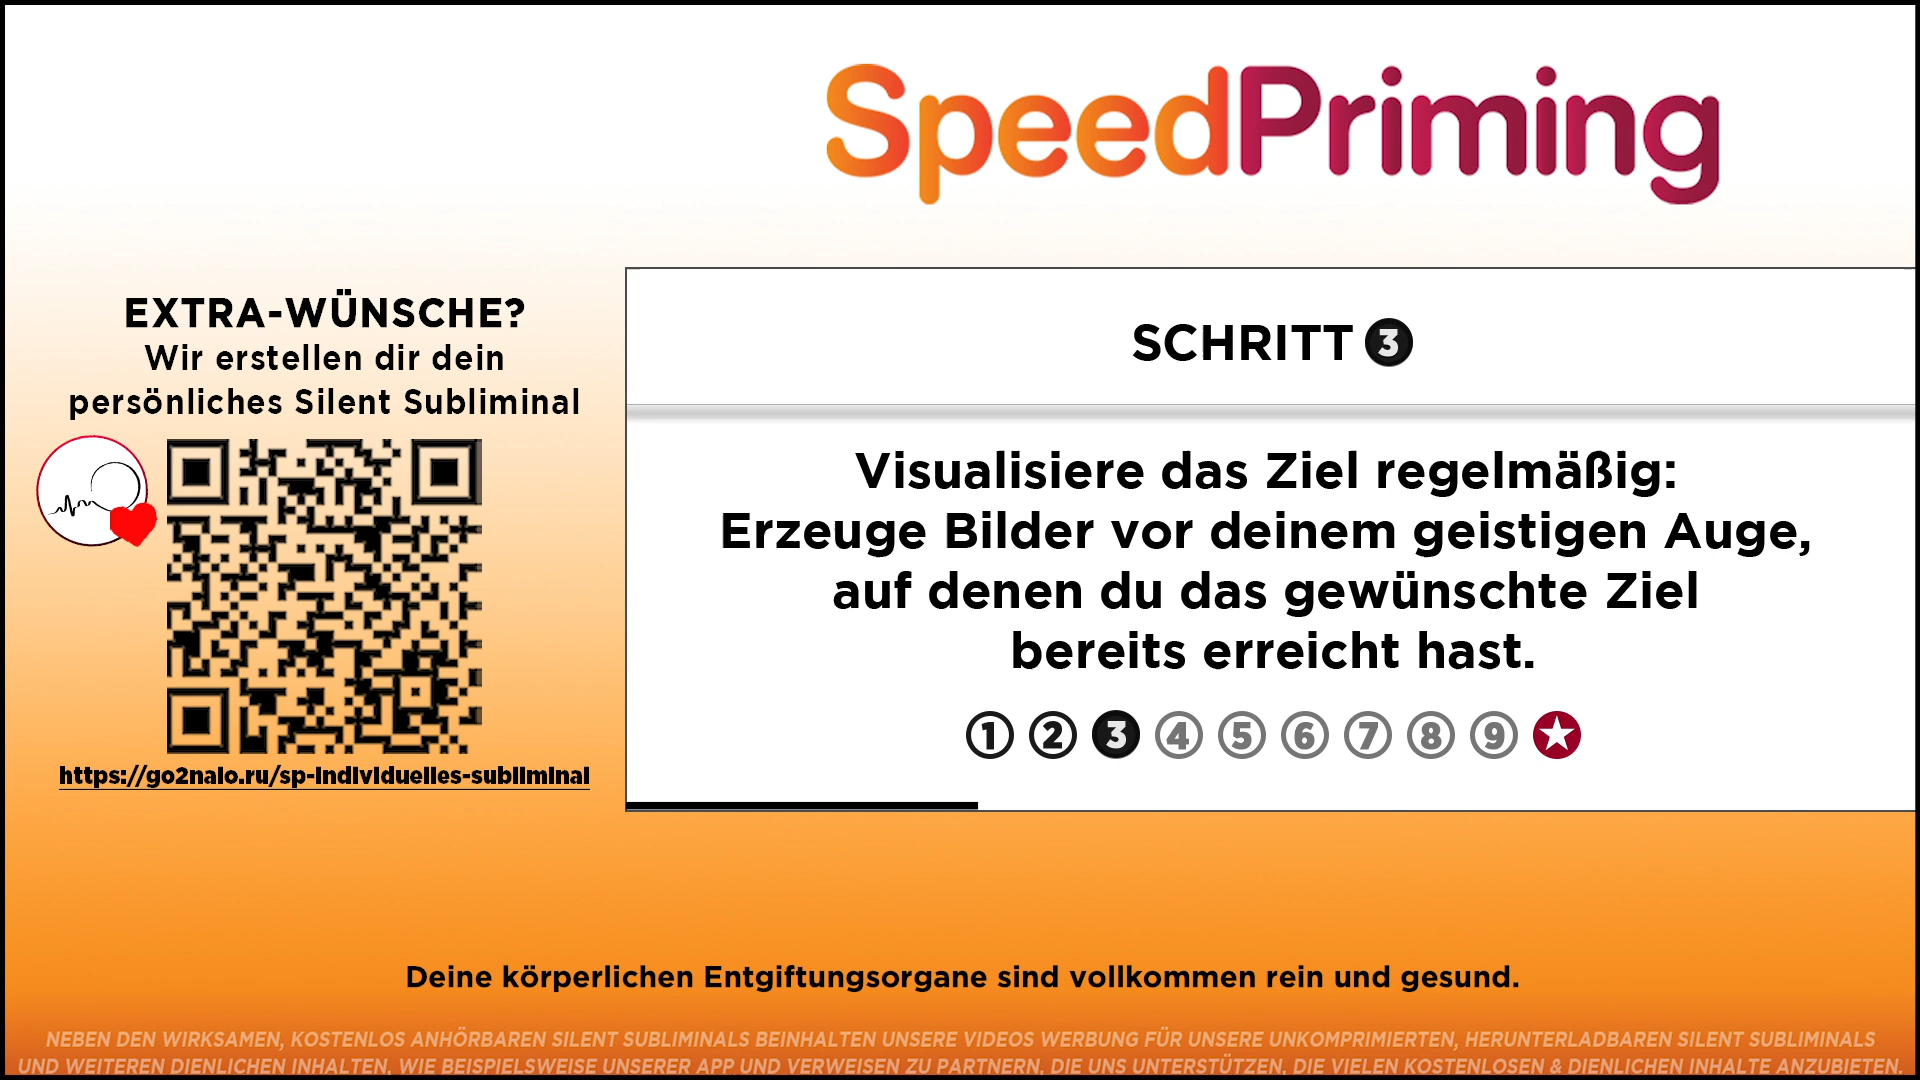 SpeedPriming
EXTRA-WÜNSCHE?
Wir erstellen dir dein
persönliches Silent Subliminal
https://go2nalo.ru/sp-individuelles-subliminal
SCHRITT 3
Visualisiere das Ziel regelmäßig:
Erzeuge Bilder vor deinem geistigen Auge,
auf denen du das gewünschte Ziel
bereits erreicht hast.
1 2 3 4 5 6 7 8 9
Deine körperlichen Entgiftungsorgane sind vollkommen rein und gesund.
NEBEN DEN WIRKSAMEN, KOSTENLOS ANHÖRBAREN SILENT SUBLIMINALS BEINHALTEN UNSERE VIDEOS WERBUNG FÜR UNSERE UNKOMPRIMIERTEN, HERUNTERLADBAREN SILENT SUBLIMINALS
UND WEITEREN DIENLICHEN INHALTEN, WIE BEISPIELSWEISE UNSERER APP UND VERWEISEN ZU PARTNERN, DIE UNS UNTERSTÜTZEN, DIE VIELEN KOSTENLOSEN & DIENLICHEN INHALTE ANZUBIETEN.